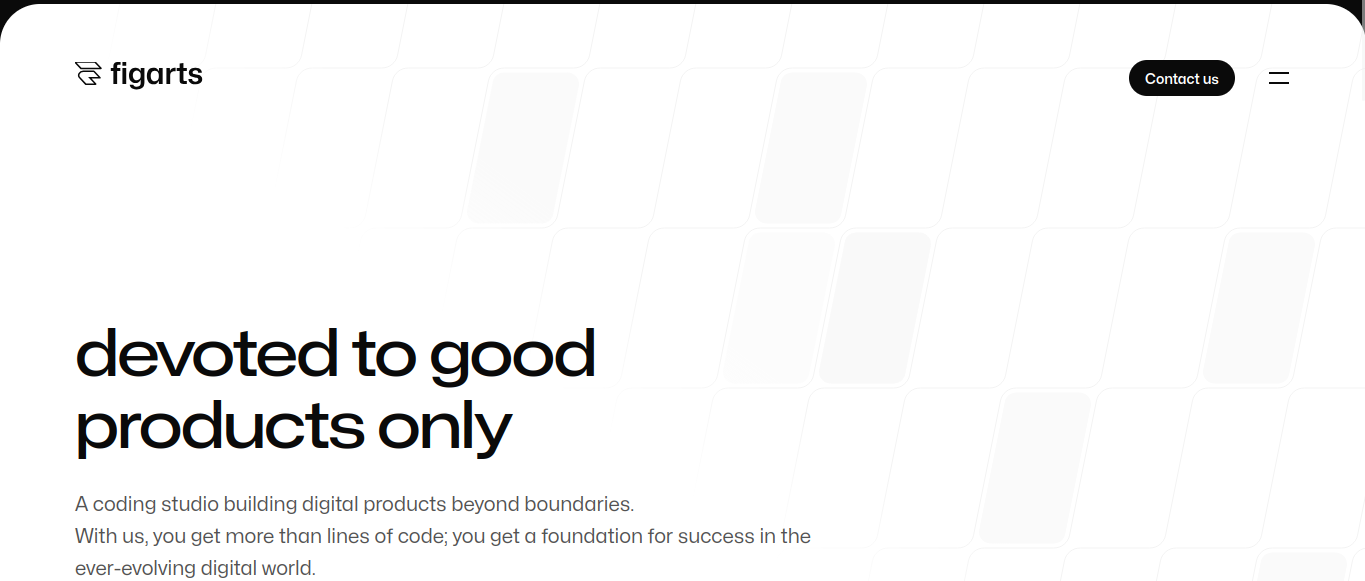 figarts
Contact us
devoted to good
products only
A coding studio building digital products beyond boundaries.
With us, you get more than lines of code; you get a foundation for success in the
ever-evolving digital world.